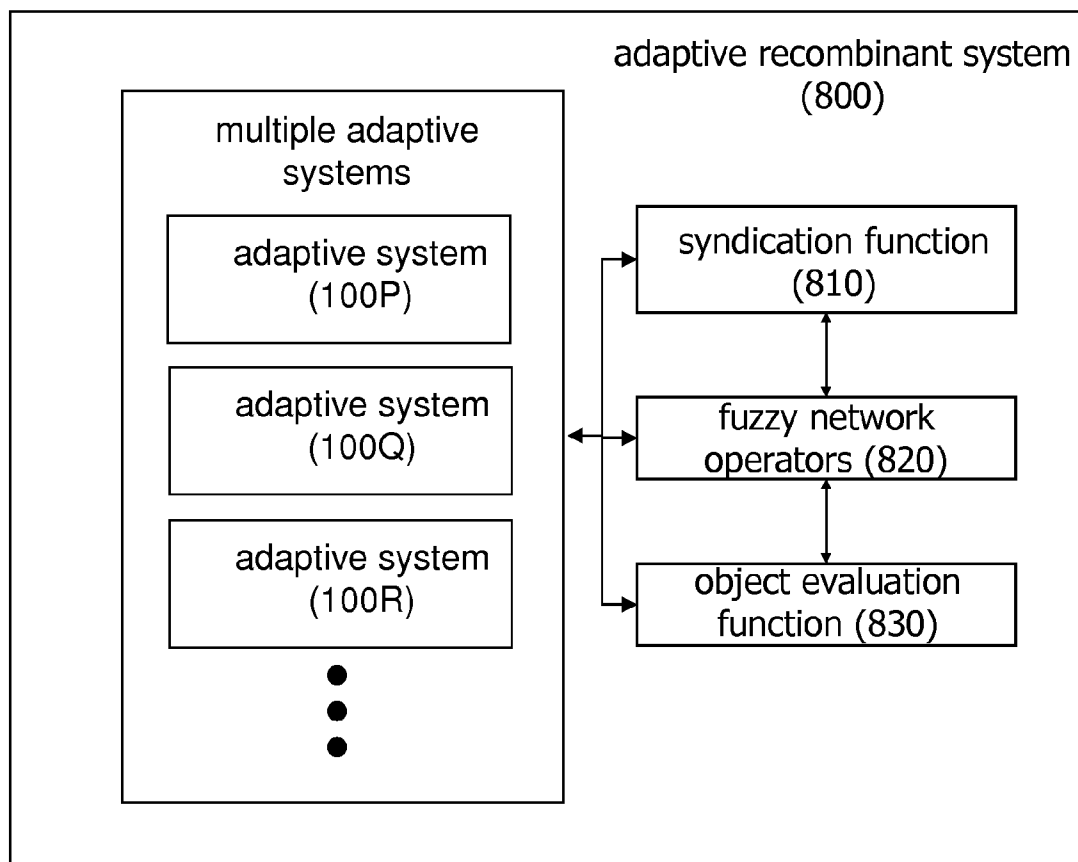 adaptive recombinant system
(800)
multiple adaptive
systems
adaptive system
(100P)
adaptive system
(100Q)
adaptive system
(100R)
syndication function
(810)
fuzzy network
operators (820)
object evaluation
function (830)